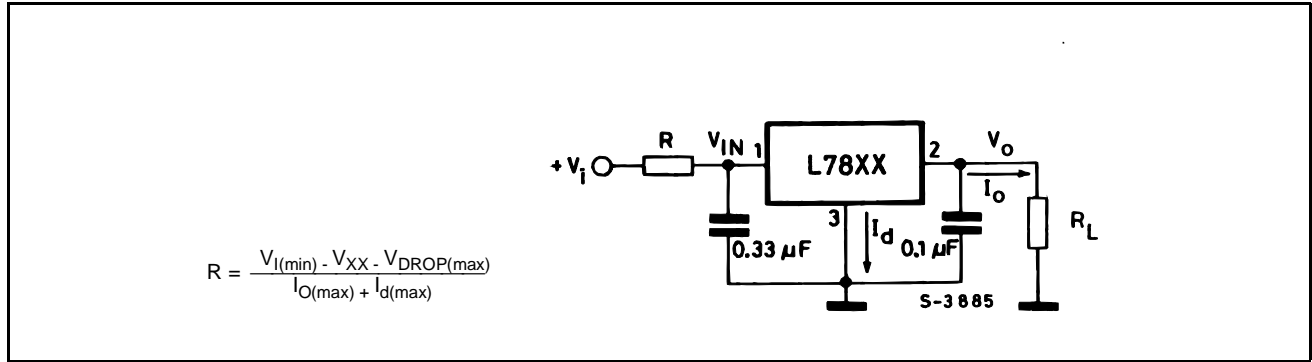 R = V_I(min) - V_XX - V_DROP(max)
I_O(max) + I_d(max)
+ V_i
R
V_IN
1
L78XX
2
V_o
I_o
3
I_d
0.33 µF
0.1 µF
R_L
S-3885